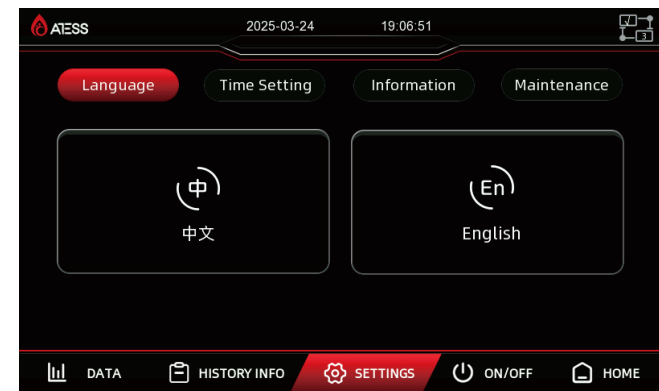 ATESS 2025-03-24 19:06:51 3
Language Time Setting Information Maintenance
中 En
中文 English
DATA HISTORY INFO SETTINGS ON/OFF HOME